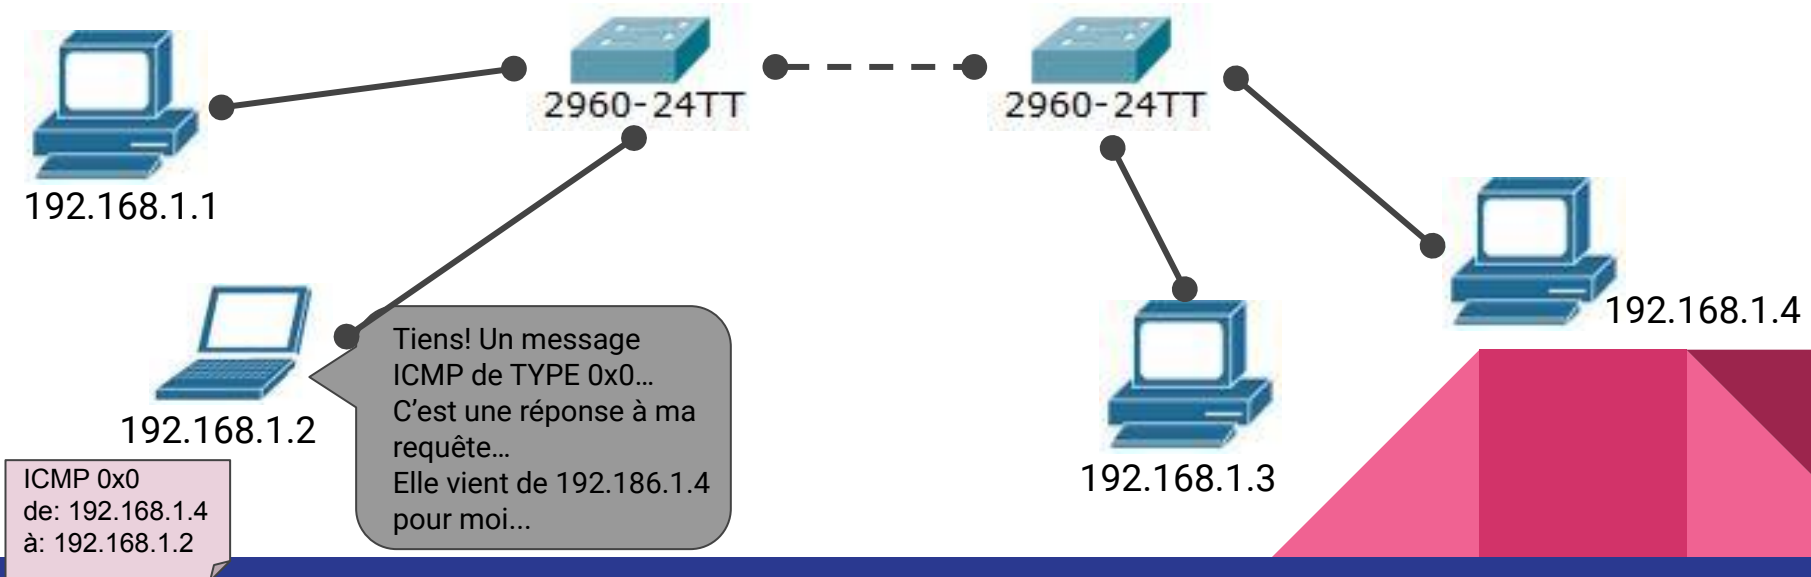 2960-24TT
2960-24TT
192.168.1.1
192.168.1.4
Tiens! Un message
ICMP de TYPE 0x0…
C’est une réponse à ma
requête…
Elle vient de 192.186.1.4
pour moi...
192.168.1.2
192.168.1.3
ICMP 0x0
de: 192.168.1.4
à: 192.168.1.2